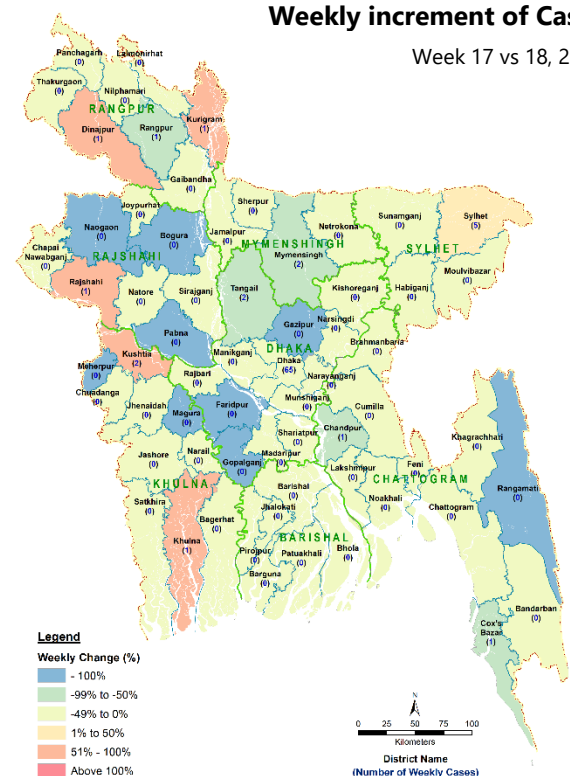 Weekly increment of Cas
Week 17 vs 18, 2
Panchagarh
(0)
Lalmonirhat
(0)
Thakurgaon
(0)
Nilphamari
(0)
RANGPUR
Dinajpur
(1)
Rangpur
(1)
Kurigram
(1)
Gaibandha
(0)
Joypurhat
(0)
Naogaon
(0)
Bogura
(0)
Jamalpur
(0)
Sherpur
(0)
Netrokona
(0)
Sunamganj
(0)
Sylhet
(5)
MYMENSINGH
Mymensingh
(2)
SYLHET
Chapai
Nawabganj
(0)
RAJSHAHI
Moulvibazar
(0)
Rajshahi
(1)
Natore
(0)
Sirajganj
(0)
Tangail
(2)
Kishoreganj
(0)
Habiganj
(0)
Pabna
(0)
Gazipur
(0)
Narsingdi
(0)
Brahmanbaria
(0)
DHAKA
Kushtia
(2)
Manikganj
(0)
Dhaka
(65)
Meherpur
(0)
Rajbari
(0)
Narayanganj
(0)
Chuadanga
(0)
Jhenaidah
(0)
Magura
(0)
Faridpur
(0)
Munshiganj
(0)
Cumilla
(0)
Shariatpur
(0)
Chandpur
(1)
Khagrachhati
(0)
Jashore
(0)
Narail
(0)
Gopalganj
(0)
Madaripur
(0)
Lakshmipur
(0)
Feni
(0)
CHATTOGRAM
Rangamati
(0)
KHULNA
Barishal
(0)
Noakhali
(0)
Chattogram
(0)
Satkhira
(0)
Bagerhat
(0)
Jhalokati
(0)
BARISHAL
Khulna
(1)
Pirojpur
(0)
Patuakhali
(0)
Bhola
(0)
Barguna
(0)
Bandarban
(0)
Cox's
Bazar
(1)
Legend
Weekly Change (%)
- 100%
-99% to -50%
-49% to 0%
1% to 50%
51% - 100%
Above 100%
N
0 25 50 75 100
Kilometers
District Name
(Number of Weekly Cases)